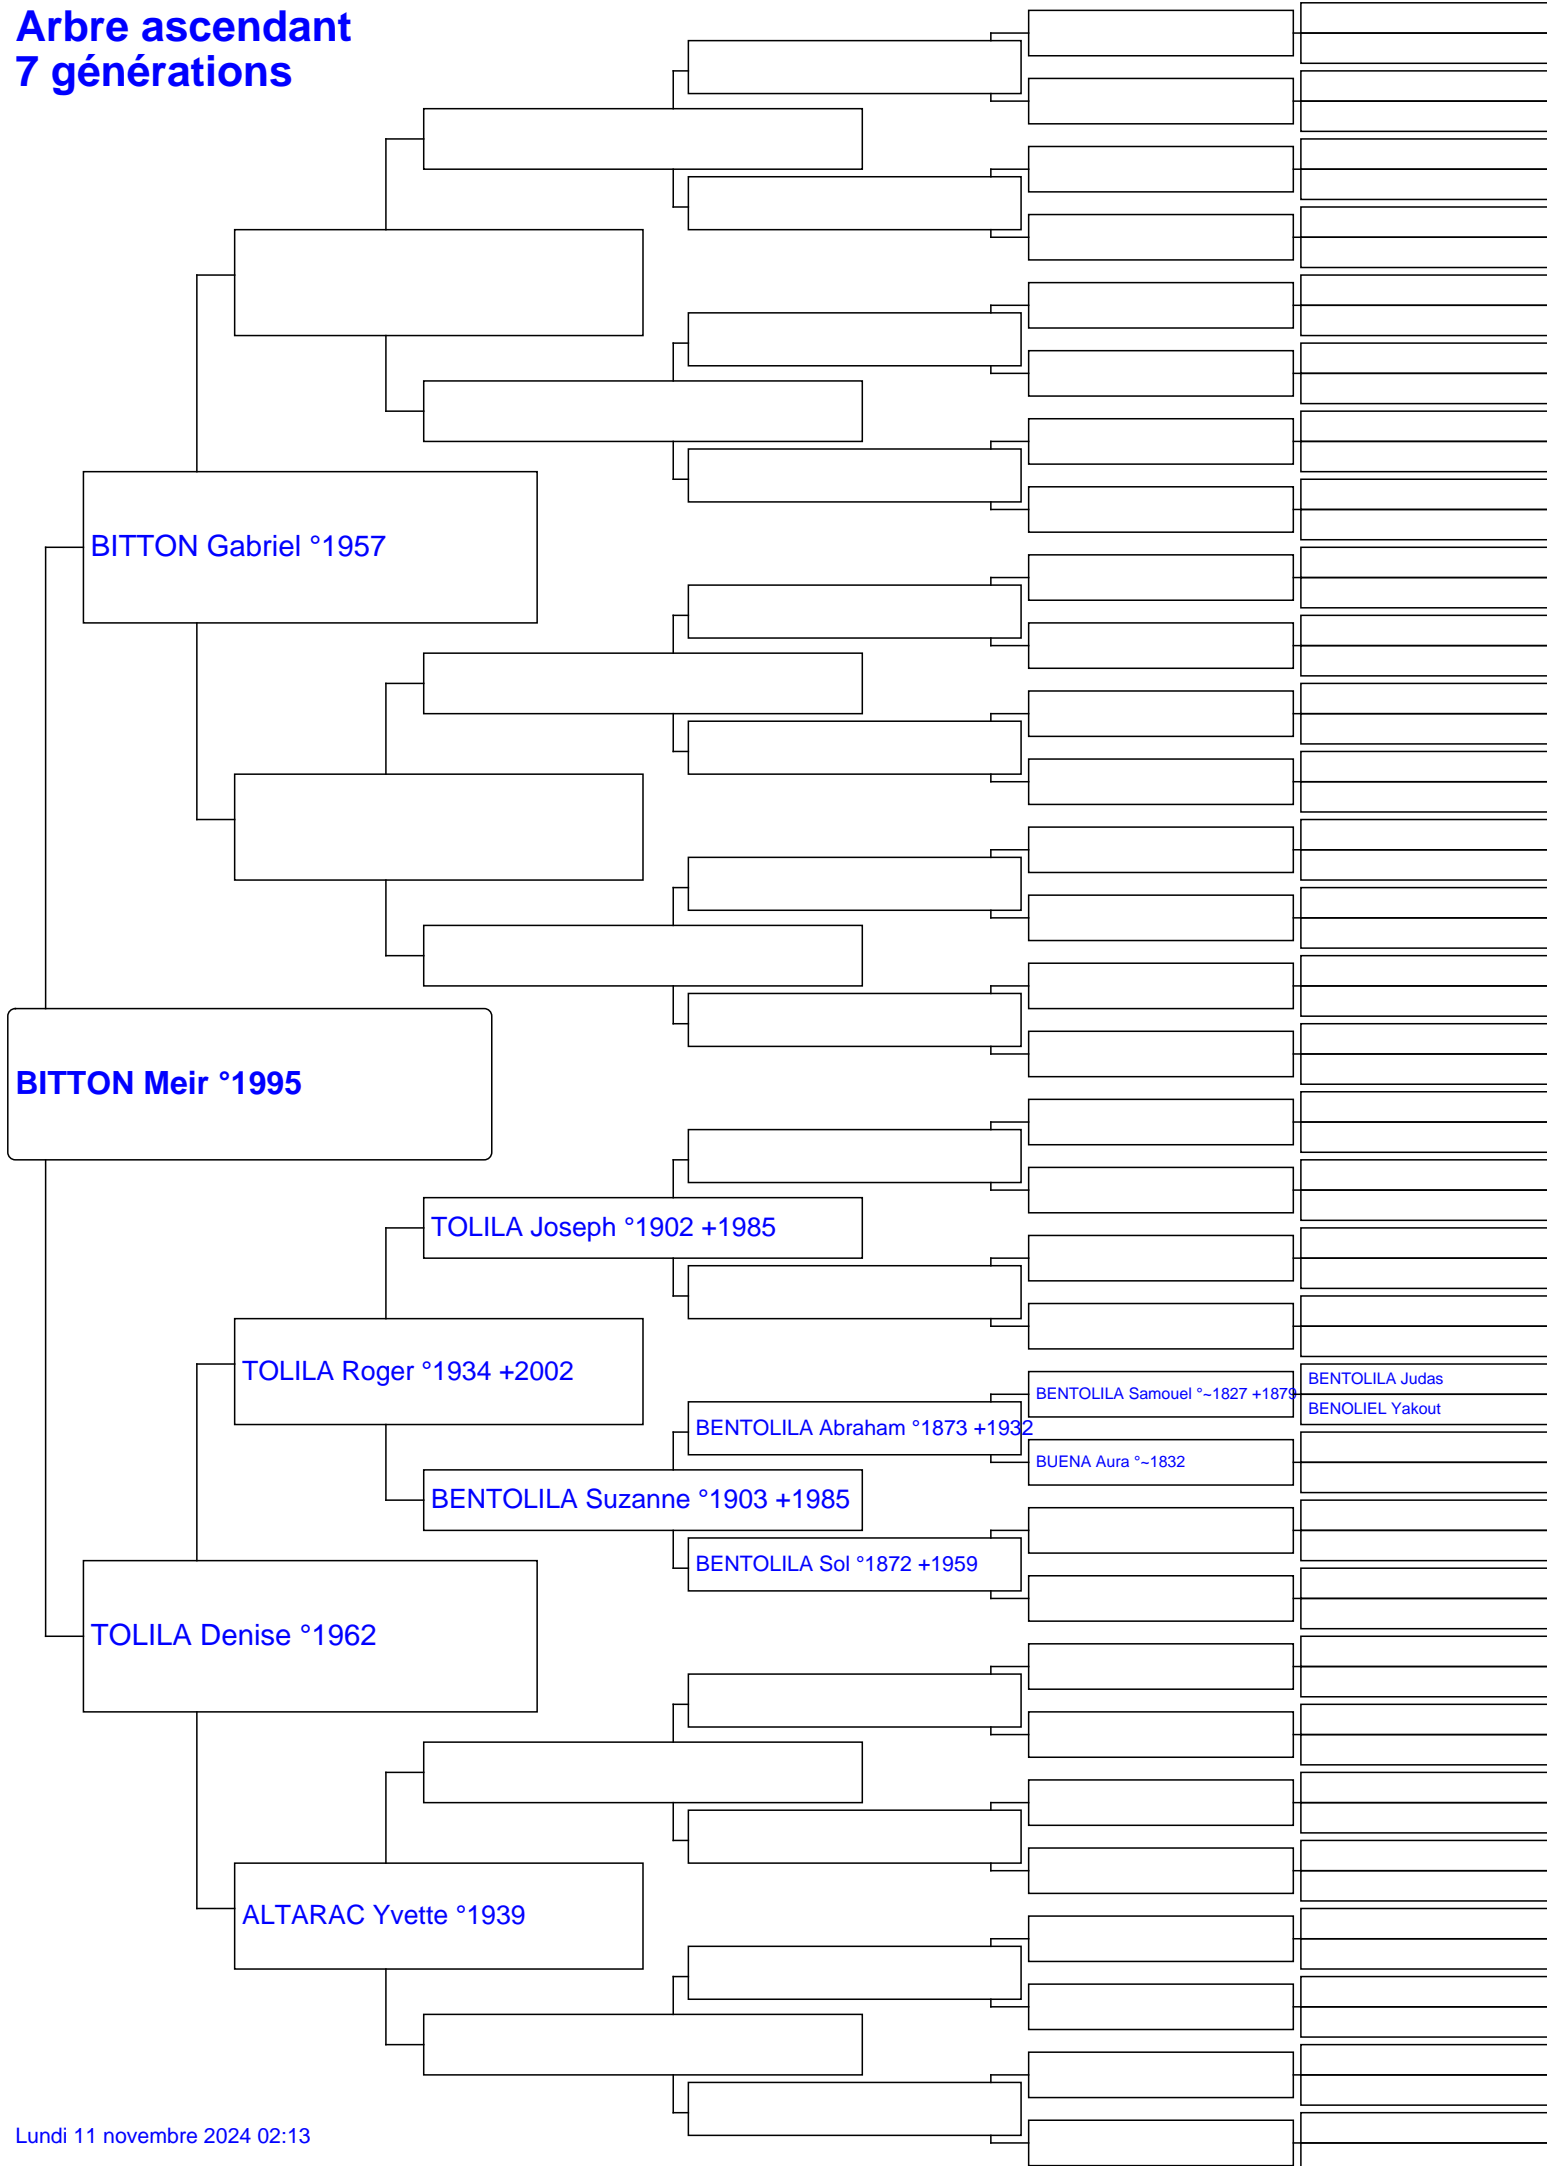 Arbre ascendant
7 générations
BITTON Gabriel °1957
BITTON Meir °1995
TOLILA Joseph °1902 +1985
TOLILA Roger °1934 +2002
BENTOLILA Judas
BENTOLILA Samouel °~1827 +1879
BENOLIEL Yakout
BENTOLILA Abraham °1873 +1932
BUENA Aura °~1832
BENTOLILA Suzanne °1903 +1985
BENTOLILA Sol °1872 +1959
TOLILA Denise °1962
ALTARAC Yvette °1939
Lundi 11 novembre 2024 02:13